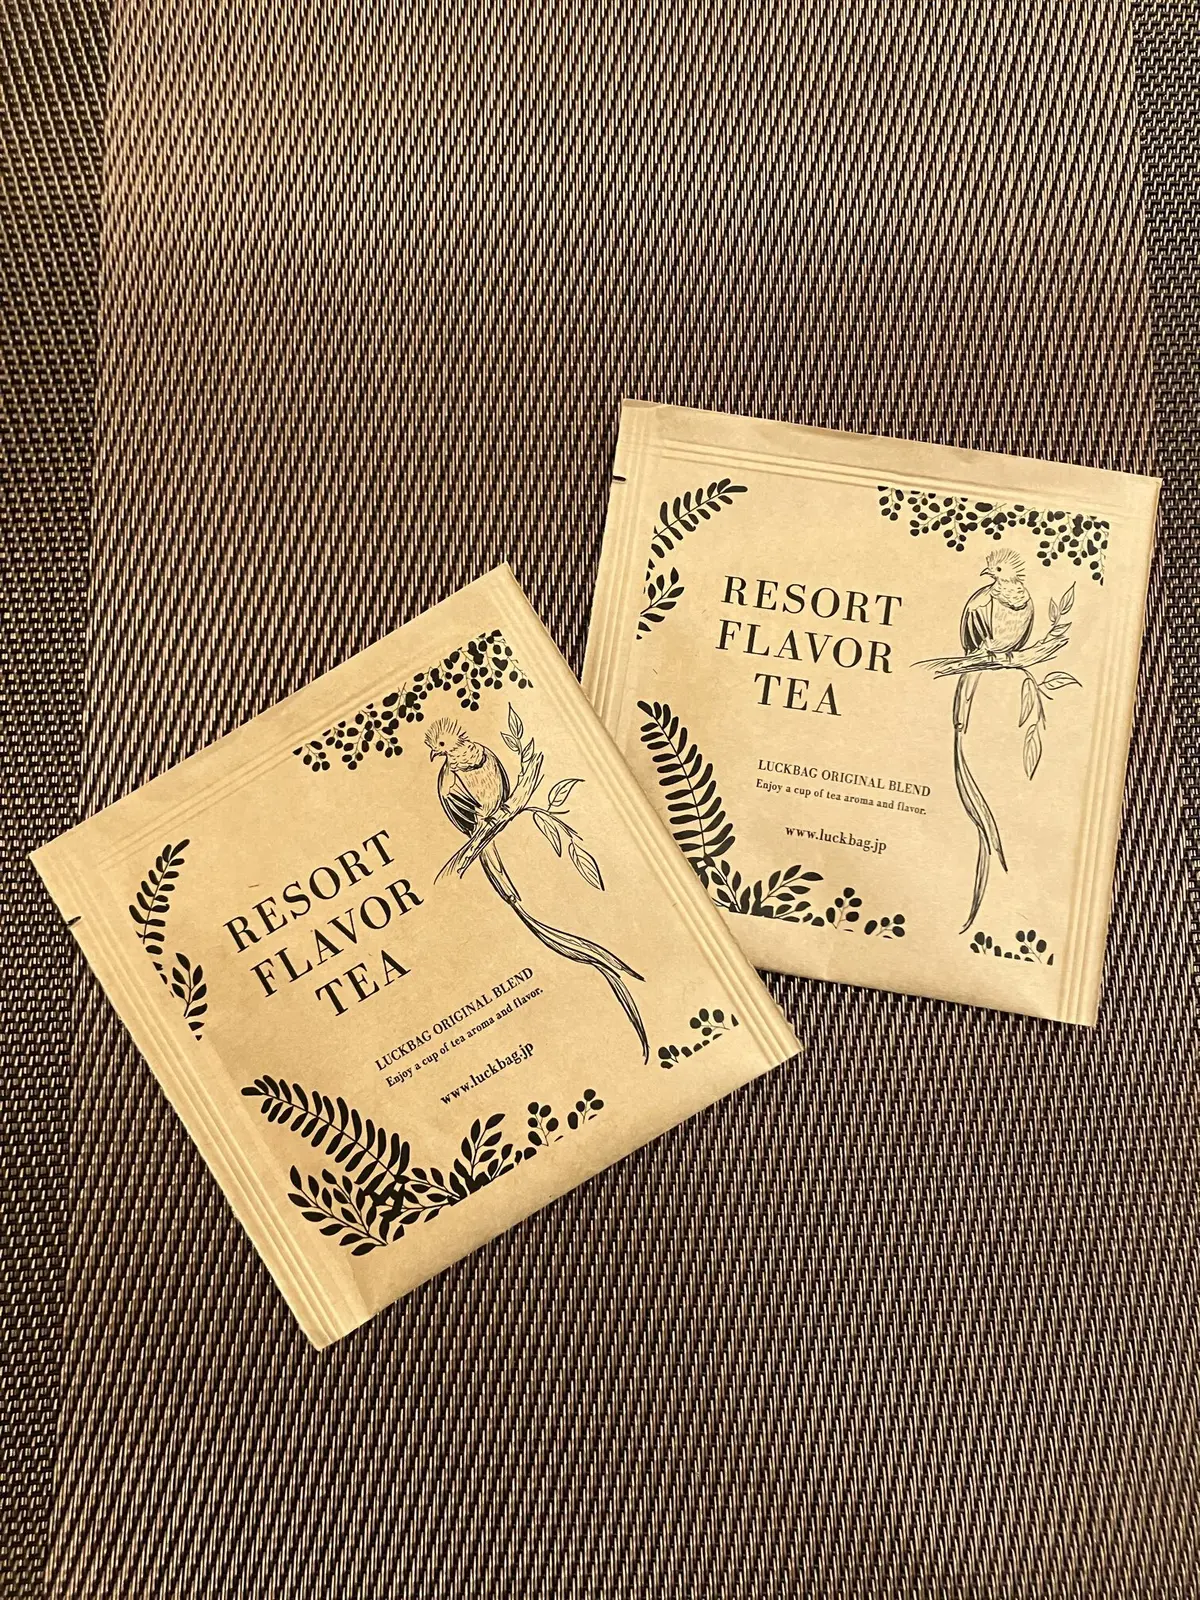 RESORT
FLAVOR
TEA
LUCKBAG ORIGINAL BLEND
Enjoy a cup of tea aroma and flavor.
www.luckbag.jp
RESORT
FLAVOR
TEA
LUCKBAG ORIGINAL BLEND
Enjoy a cup of tea aroma and flavor.
www.luckbag.jp